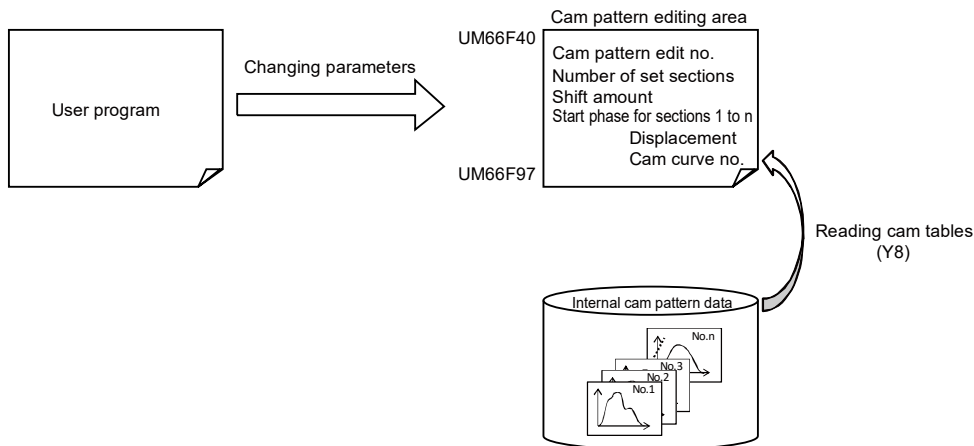 Cam pattern editing area
UM66F40
Changing parameters
User program
Cam pattern edit no.
Number of set sections
Shift amount
Start phase for sections 1 to n
Displacement
Cam curve no.
UM66F97
Reading cam tables
(Y8)
Internal cam pattern data
No.n
No.3
No.2
No.1